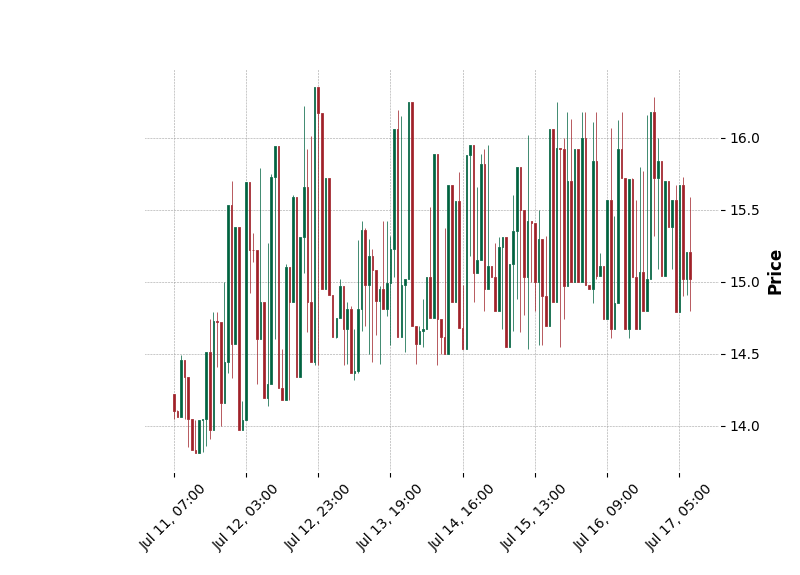 16.0
15.5
15.0
14.5
14.0
Price
Jul 11, 07:00
Jul 12, 03:00
Jul 12, 23:00
Jul 13, 19:00
Jul 14, 16:00
Jul 15, 13:00
Jul 16, 09:00
Jul 17, 05:00